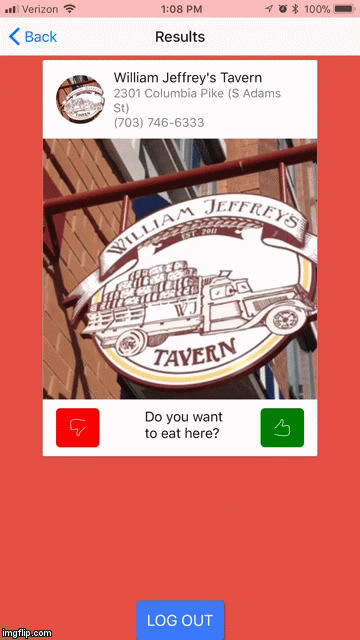 Verizon 1:08 PM 100%
Back Results
William Jeffrey's Tavern
2301 Columbia Pike (S Adams
St)
(703) 746-6333
WILLIAM JEFFREY'S
EST. 2011
WJ
TAVERN
Do you want
to eat here?
LOG OUT
imgflip.com